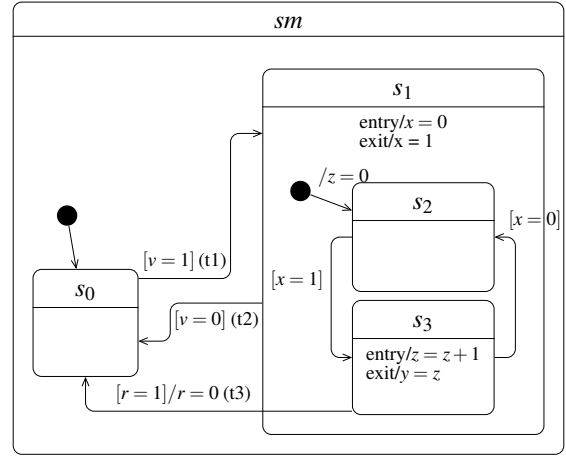 sm
s1
entry/x = 0
exit/x = 1
/z = 0
s2
[x=0]
[v = 1] (t1)
[x=1]
s0
[v = 0] (t2)
s3
entry/z = z+1
exit/y = z
[r = 1]/r = 0 (t3)